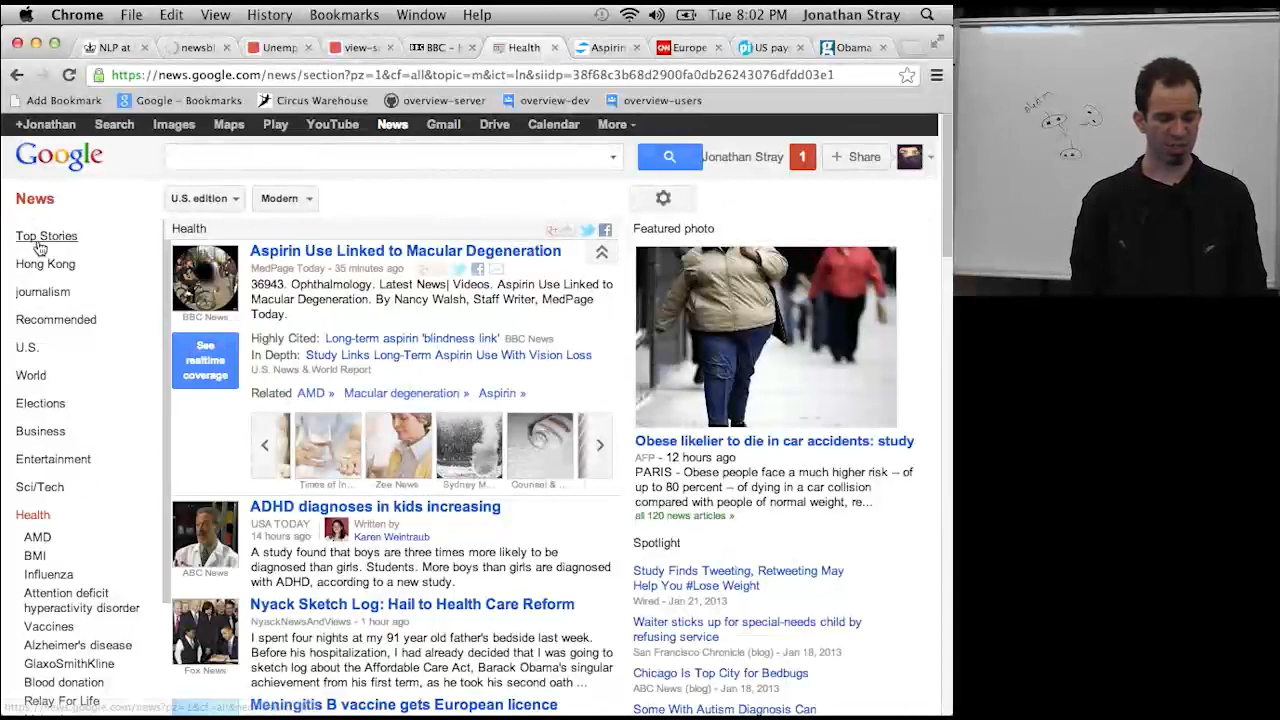 Chrome File Edit View History Bookmarks Window Help Tue 8:02 PM Jonathan Stray
NLP at newsbl Unemp view-s BBC - Health Aspirin Europe US pay Obama
https://news.google.com/news/section?pz=1&cf=all&topic=m&ict=ln&siidp=38f68c3b68d2900fa0db26243076dfdd03e1
Add Bookmark Google - Bookmarks Circus Warehouse overview-server overview-dev overview-users
+Jonathan Search Images Maps Play YouTube News Gmail Drive Calendar More
Google Jonathan Stray 1 + Share
News U.S. edition Modern
Top Stories
Hong Kong
journalism
Recommended
U.S.
World
Elections
Business
Entertainment
Sci/Tech
Health
AMD
BMI
Influenza
Attention deficit
hyperactivity disorder
Vaccines
Alzheimer's disease
GlaxoSmithKline
Blood donation
Relay For Life
Health
Aspirin Use Linked to Macular Degeneration
MedPage Today - 35 minutes ago
36943. Ophthalmology. Latest News| Videos. Aspirin Use Linked to
Macular Degeneration. By Nancy Walsh, Staff Writer, MedPage
Today.
BBC News
Highly Cited: Long-term aspirin 'blindness link' BBC News
In Depth: Study Links Long-Term Aspirin Use With Vision Loss
U.S. News & World Report
See
realtime
coverage
Related AMD » Macular degeneration » Aspirin »
Times of In... Zee News Sydney M... Counsel & ...
ADHD diagnoses in kids increasing
USA TODAY
14 hours ago
Written by
Karen Weintraub
A study found that boys are three times more likely to be
diagnosed than girls. Students. More boys than girls are diagnosed
with ADHD, according to a new study.
ABC News
Nyack Sketch Log: Hail to Health Care Reform
NyackNewsAndViews - 1 hour ago
I spent four nights at my 91 year old father's bedside last week.
Before his hospitalization, I had already decided that I was going to
sketch log about the Affordable Care Act, Barack Obama's singular
achievement from his first term, as he took his second oath ...
Fox News
Meningitis B vaccine gets European licence
Featured photo
Obese likelier to die in car accidents: study
AFP - 12 hours ago
PARIS - Obese people face a much higher risk -- of
up to 80 percent -- of dying in a car collision
compared with people of normal weight, re...
all 120 news articles »
Spotlight
Study Finds Tweeting, Retweeting May
Help You #Lose Weight
Wired - Jan 21, 2013
Waiter sticks up for special-needs child by
refusing service
San Francisco Chronicle (blog) - Jan 18, 2013
Chicago Is Top City for Bedbugs
ABC News (blog) - Jan 18, 2013
Some With Autism Diagnosis Can